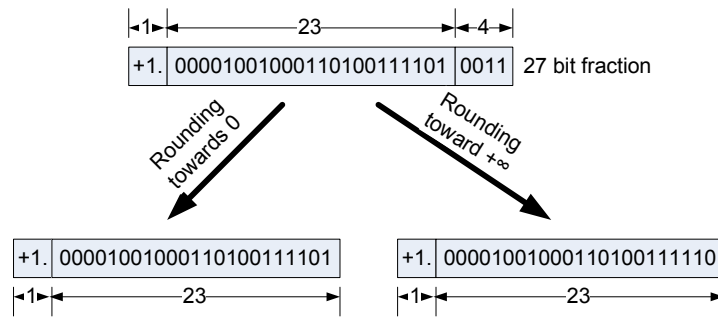 1 23 4
+1. 00001001000110100111101 0011 27 bit fraction
Rounding
towards 0
Rounding
toward +∞
+1. 00001001000110100111101
1 23
+1. 00001001000110100111110
1 23